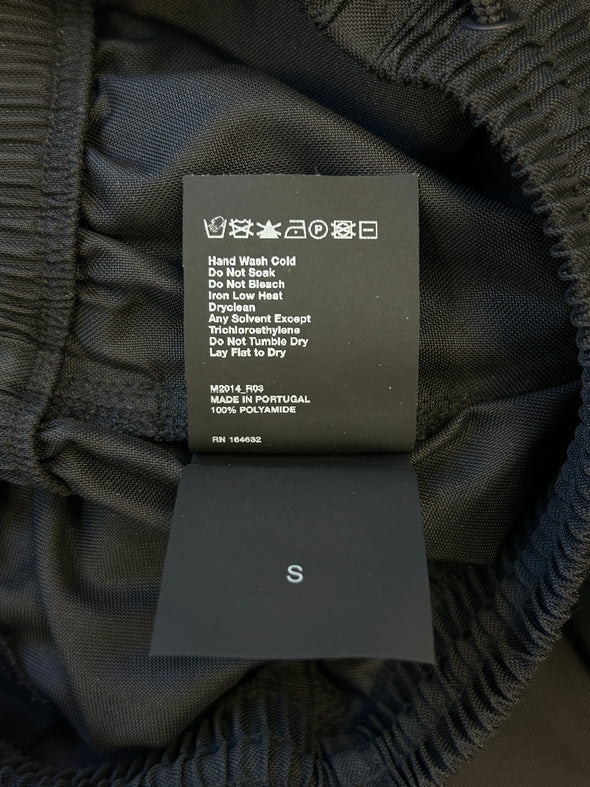 P
Hand Wash Cold
Do Not Soak
Do Not Bleach
Iron Low Heat
Dryclean
Any Solvent Except
Trichloroethylene
Do Not Tumble Dry
Lay Flat to Dry
M2014_R03
MADE IN PORTUGAL
100% POLYAMIDE
RN 164632
S